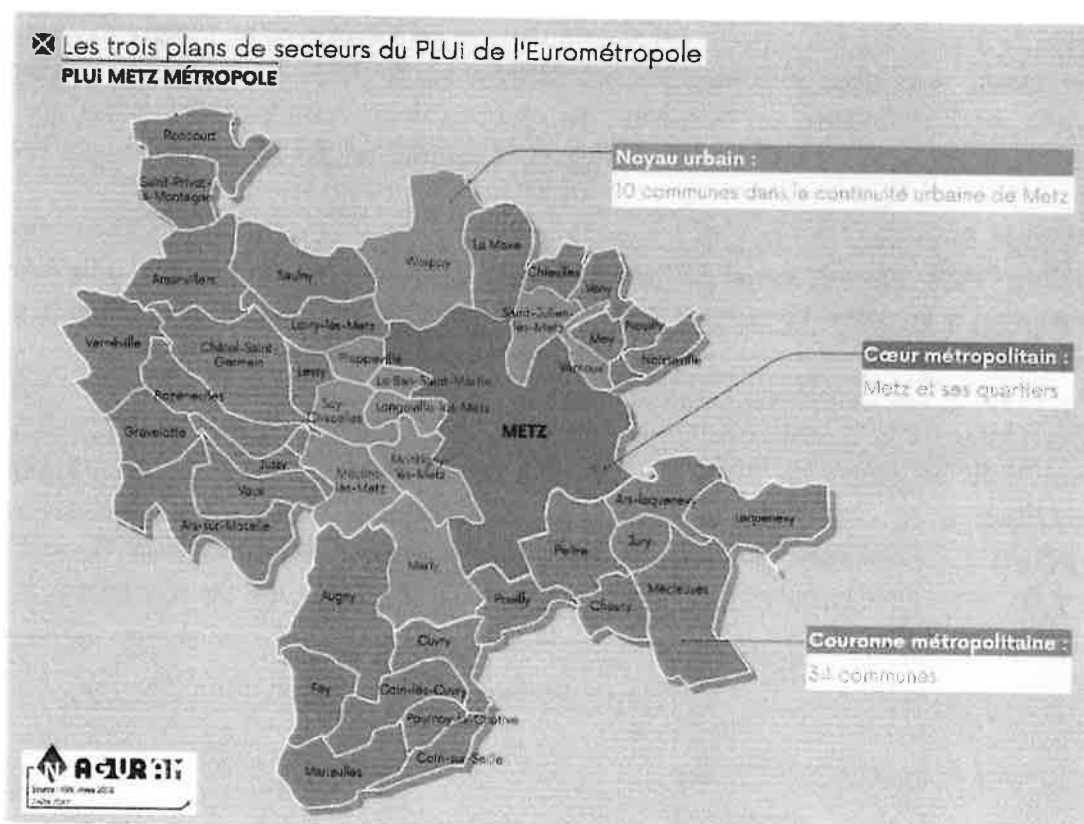 Les trois plans de secteurs du PLUi de l'Eurométropole
PLUi METZ MÉTROPOLE
Roncourt
Saint-Privat-
la-Montagne
Noyau urbain :
10 communes dans la continuité urbaine de Metz
Amanvillers
Saulny
Woippy
La Maxe
Chieulles
Vany
Saint-Julien-
lès-Metz
Mey
Nouilly
Noisseville
Vantoux
Vernéville
Châtel-Saint-
Germain
Lorry-lès-Metz
Plappeville
Lessy
Le Ban-Saint-Martin
Scy-
Chazelles
Longeville-lès-Metz
Rozérieulles
Gravelotte
Jussy
Vaux
Ars-sur-Moselle
Moulins-
lès-Metz
Montigny-
lès-Metz
METZ
Cœur métropolitain :
Metz et ses quartiers
Ars-Laquenexy
Laquenexy
Peltre
Jury
Mécleuves
Chesny
Pouilly
Marly
Augny
Cuvry
Fey
Coin-lès-Cuvry
Pournoy-la-Chétive
Coin-sur-Seille
Marieulles
Couronne métropolitaine :
34 communes
N AGURAM